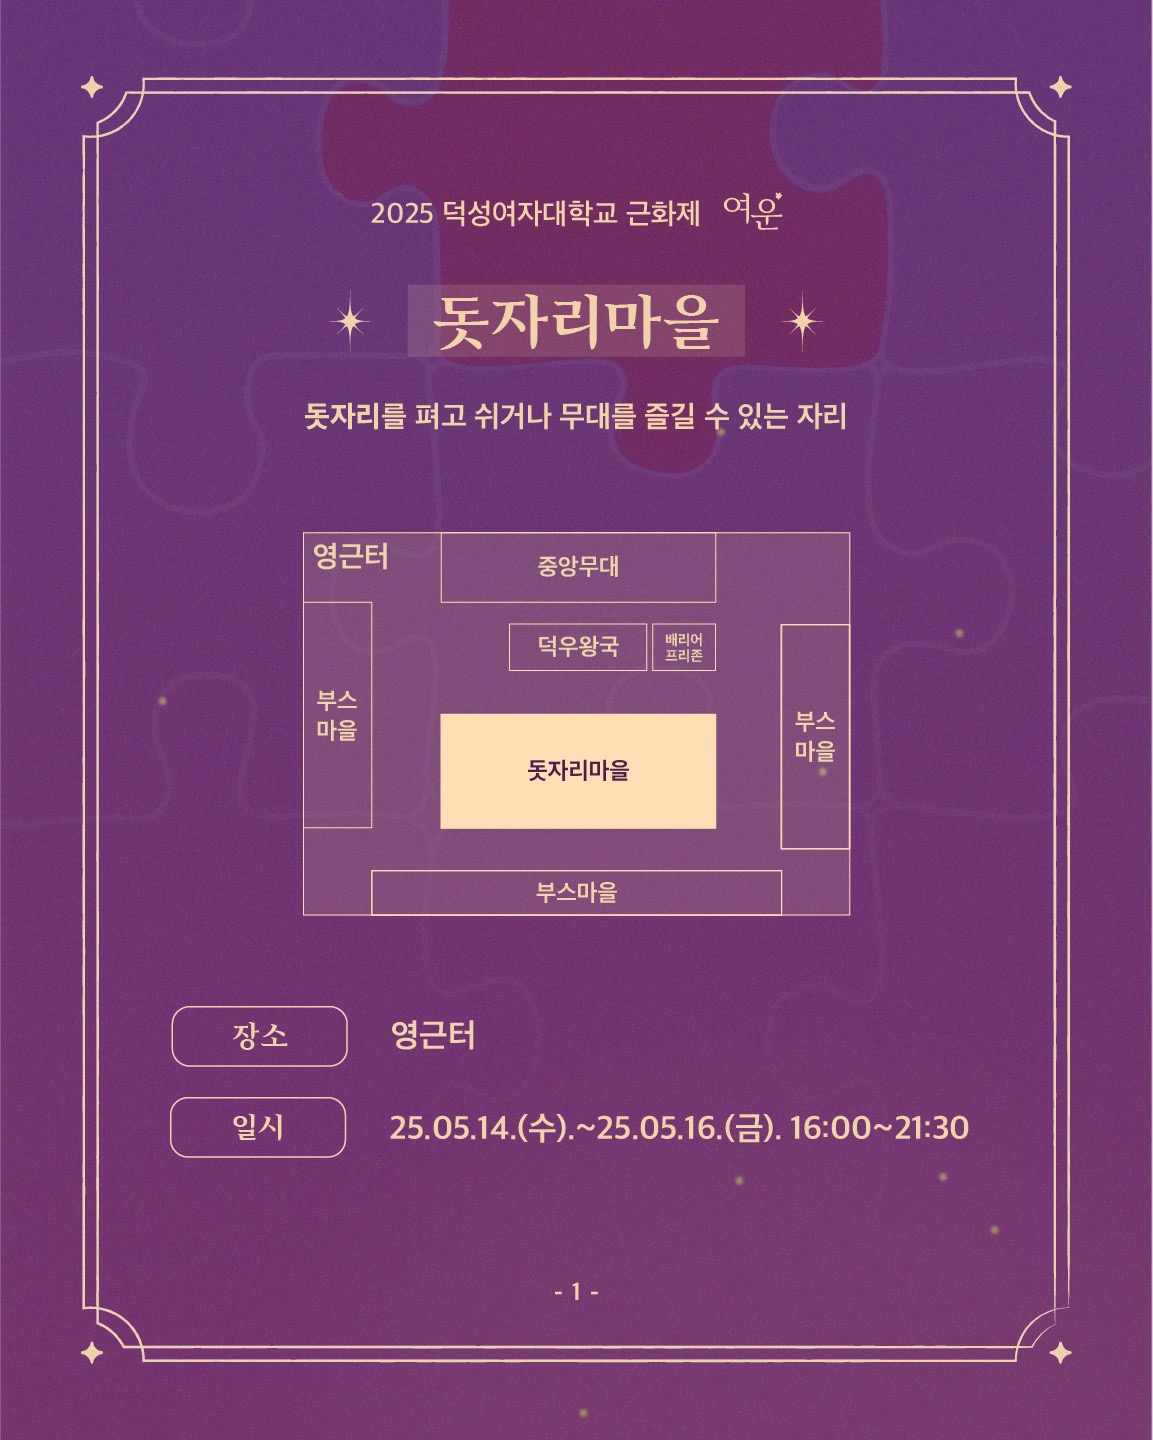 2025 덕성여자대학교 근화제 여운
돗자리마을
돗자리를 펴고 쉬거나 무대를 즐길 수 있는 자리
영근터
중앙무대
덕우왕국
배리어
프리존
부스
마을
돗자리마을
부스
마을
부스마을
장소 영근터
일시 25.05.14.(수).~25.05.16.(금). 16:00~21:30
- 1 -